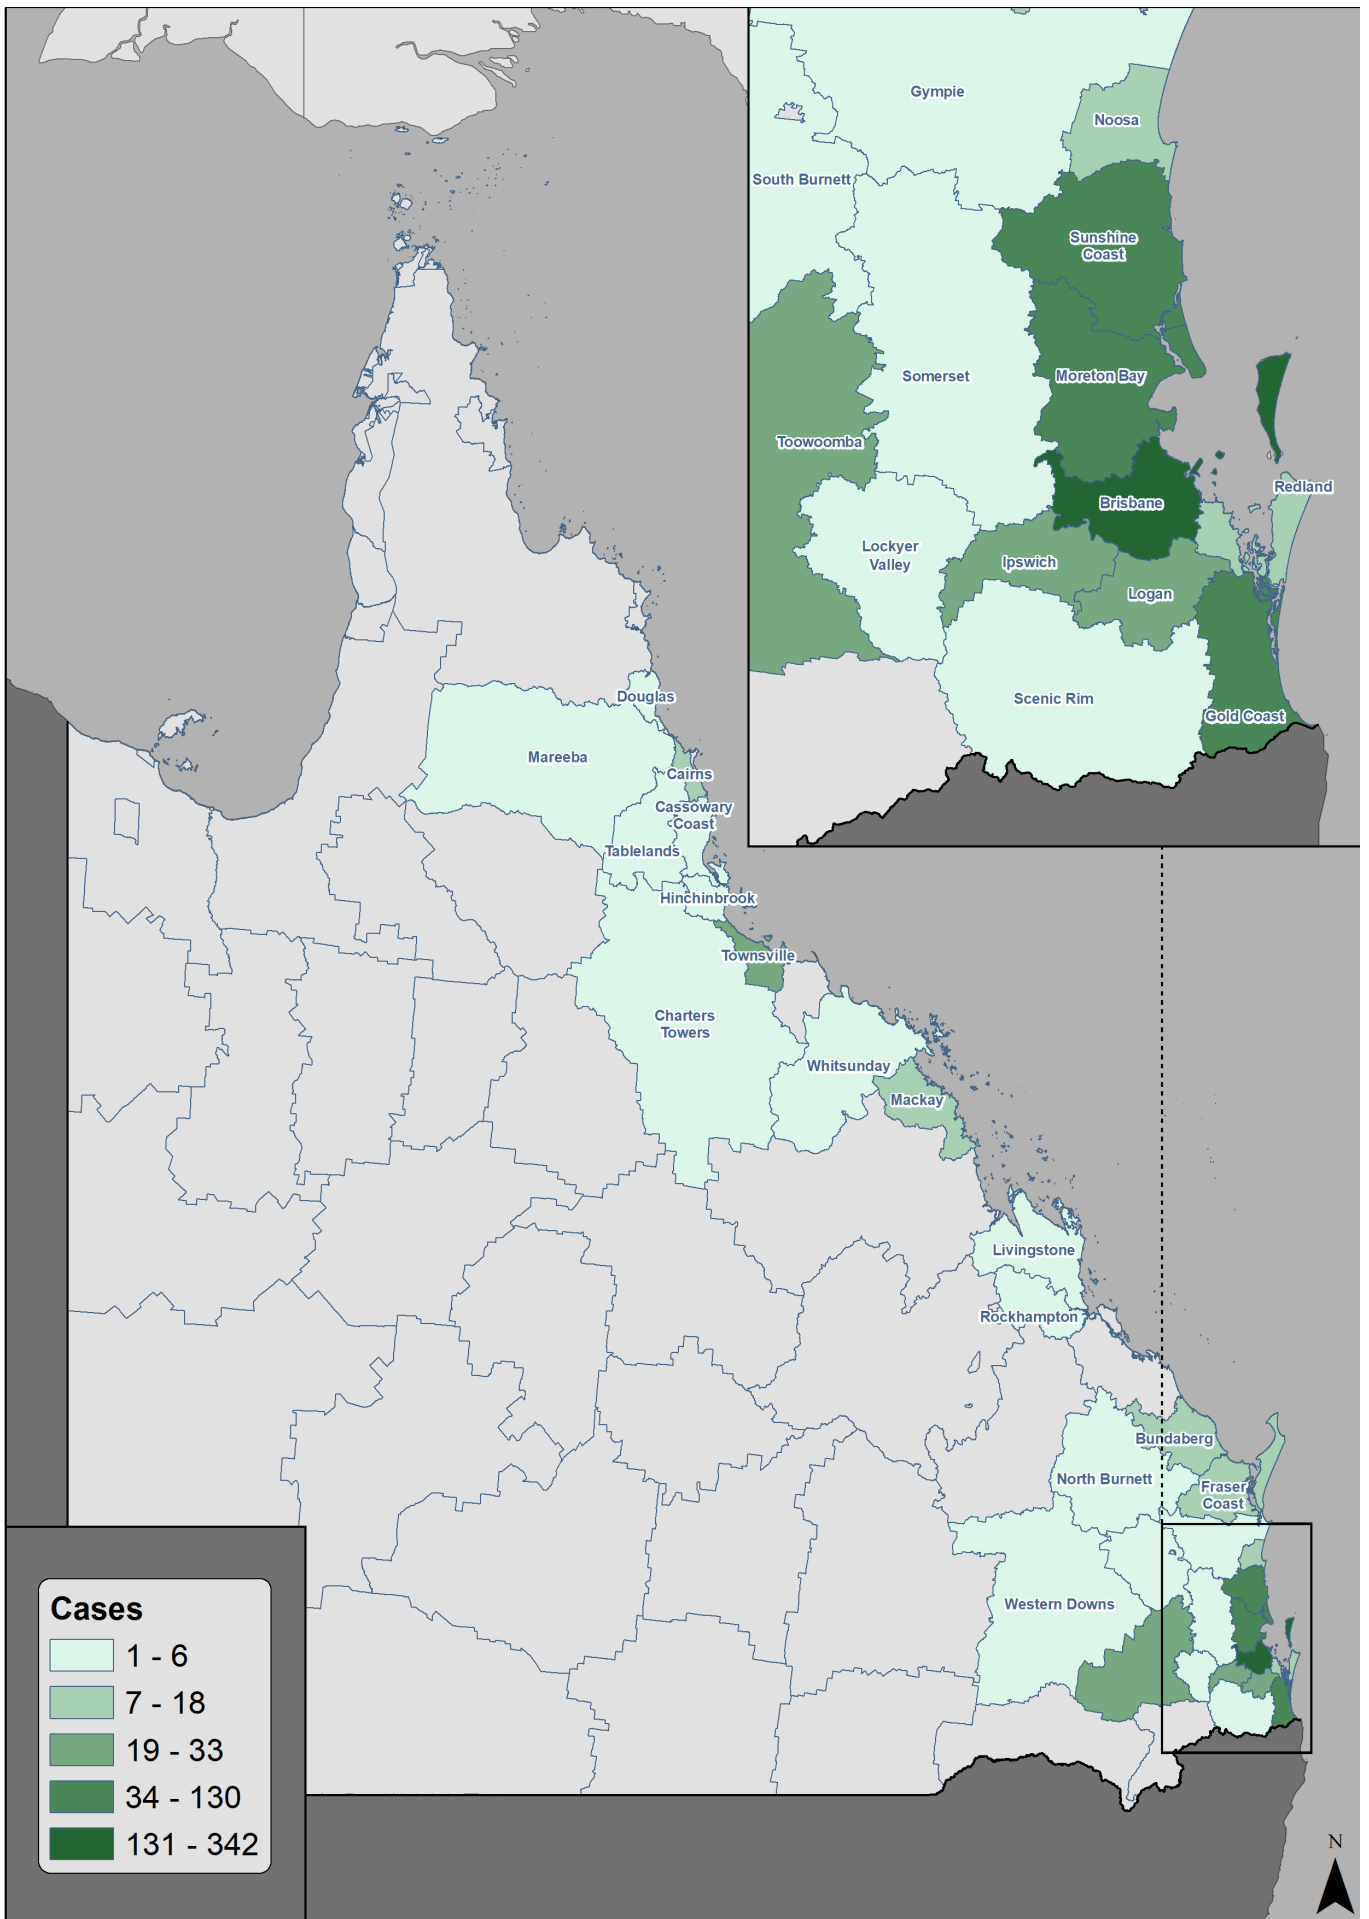 Gympie
Noosa
South Burnett
Sunshine
Coast
Somerset
Moreton Bay
Toowoomba
Redland
Brisbane
Lockyer
Valley
Ipswich
Logan
Scenic Rim
Gold Coast
Douglas
Mareeba
Cairns
Cassowary
Coast
Tablelands
Hinchinbrook
Townsville
Charters
Towers
Whitsunday
Mackay
Livingstone
Rockhampton
Bundaberg
North Burnett
Fraser
Coast
Western Downs
Cases
1 - 6
7 - 18
19 - 33
34 - 130
131 - 342
N